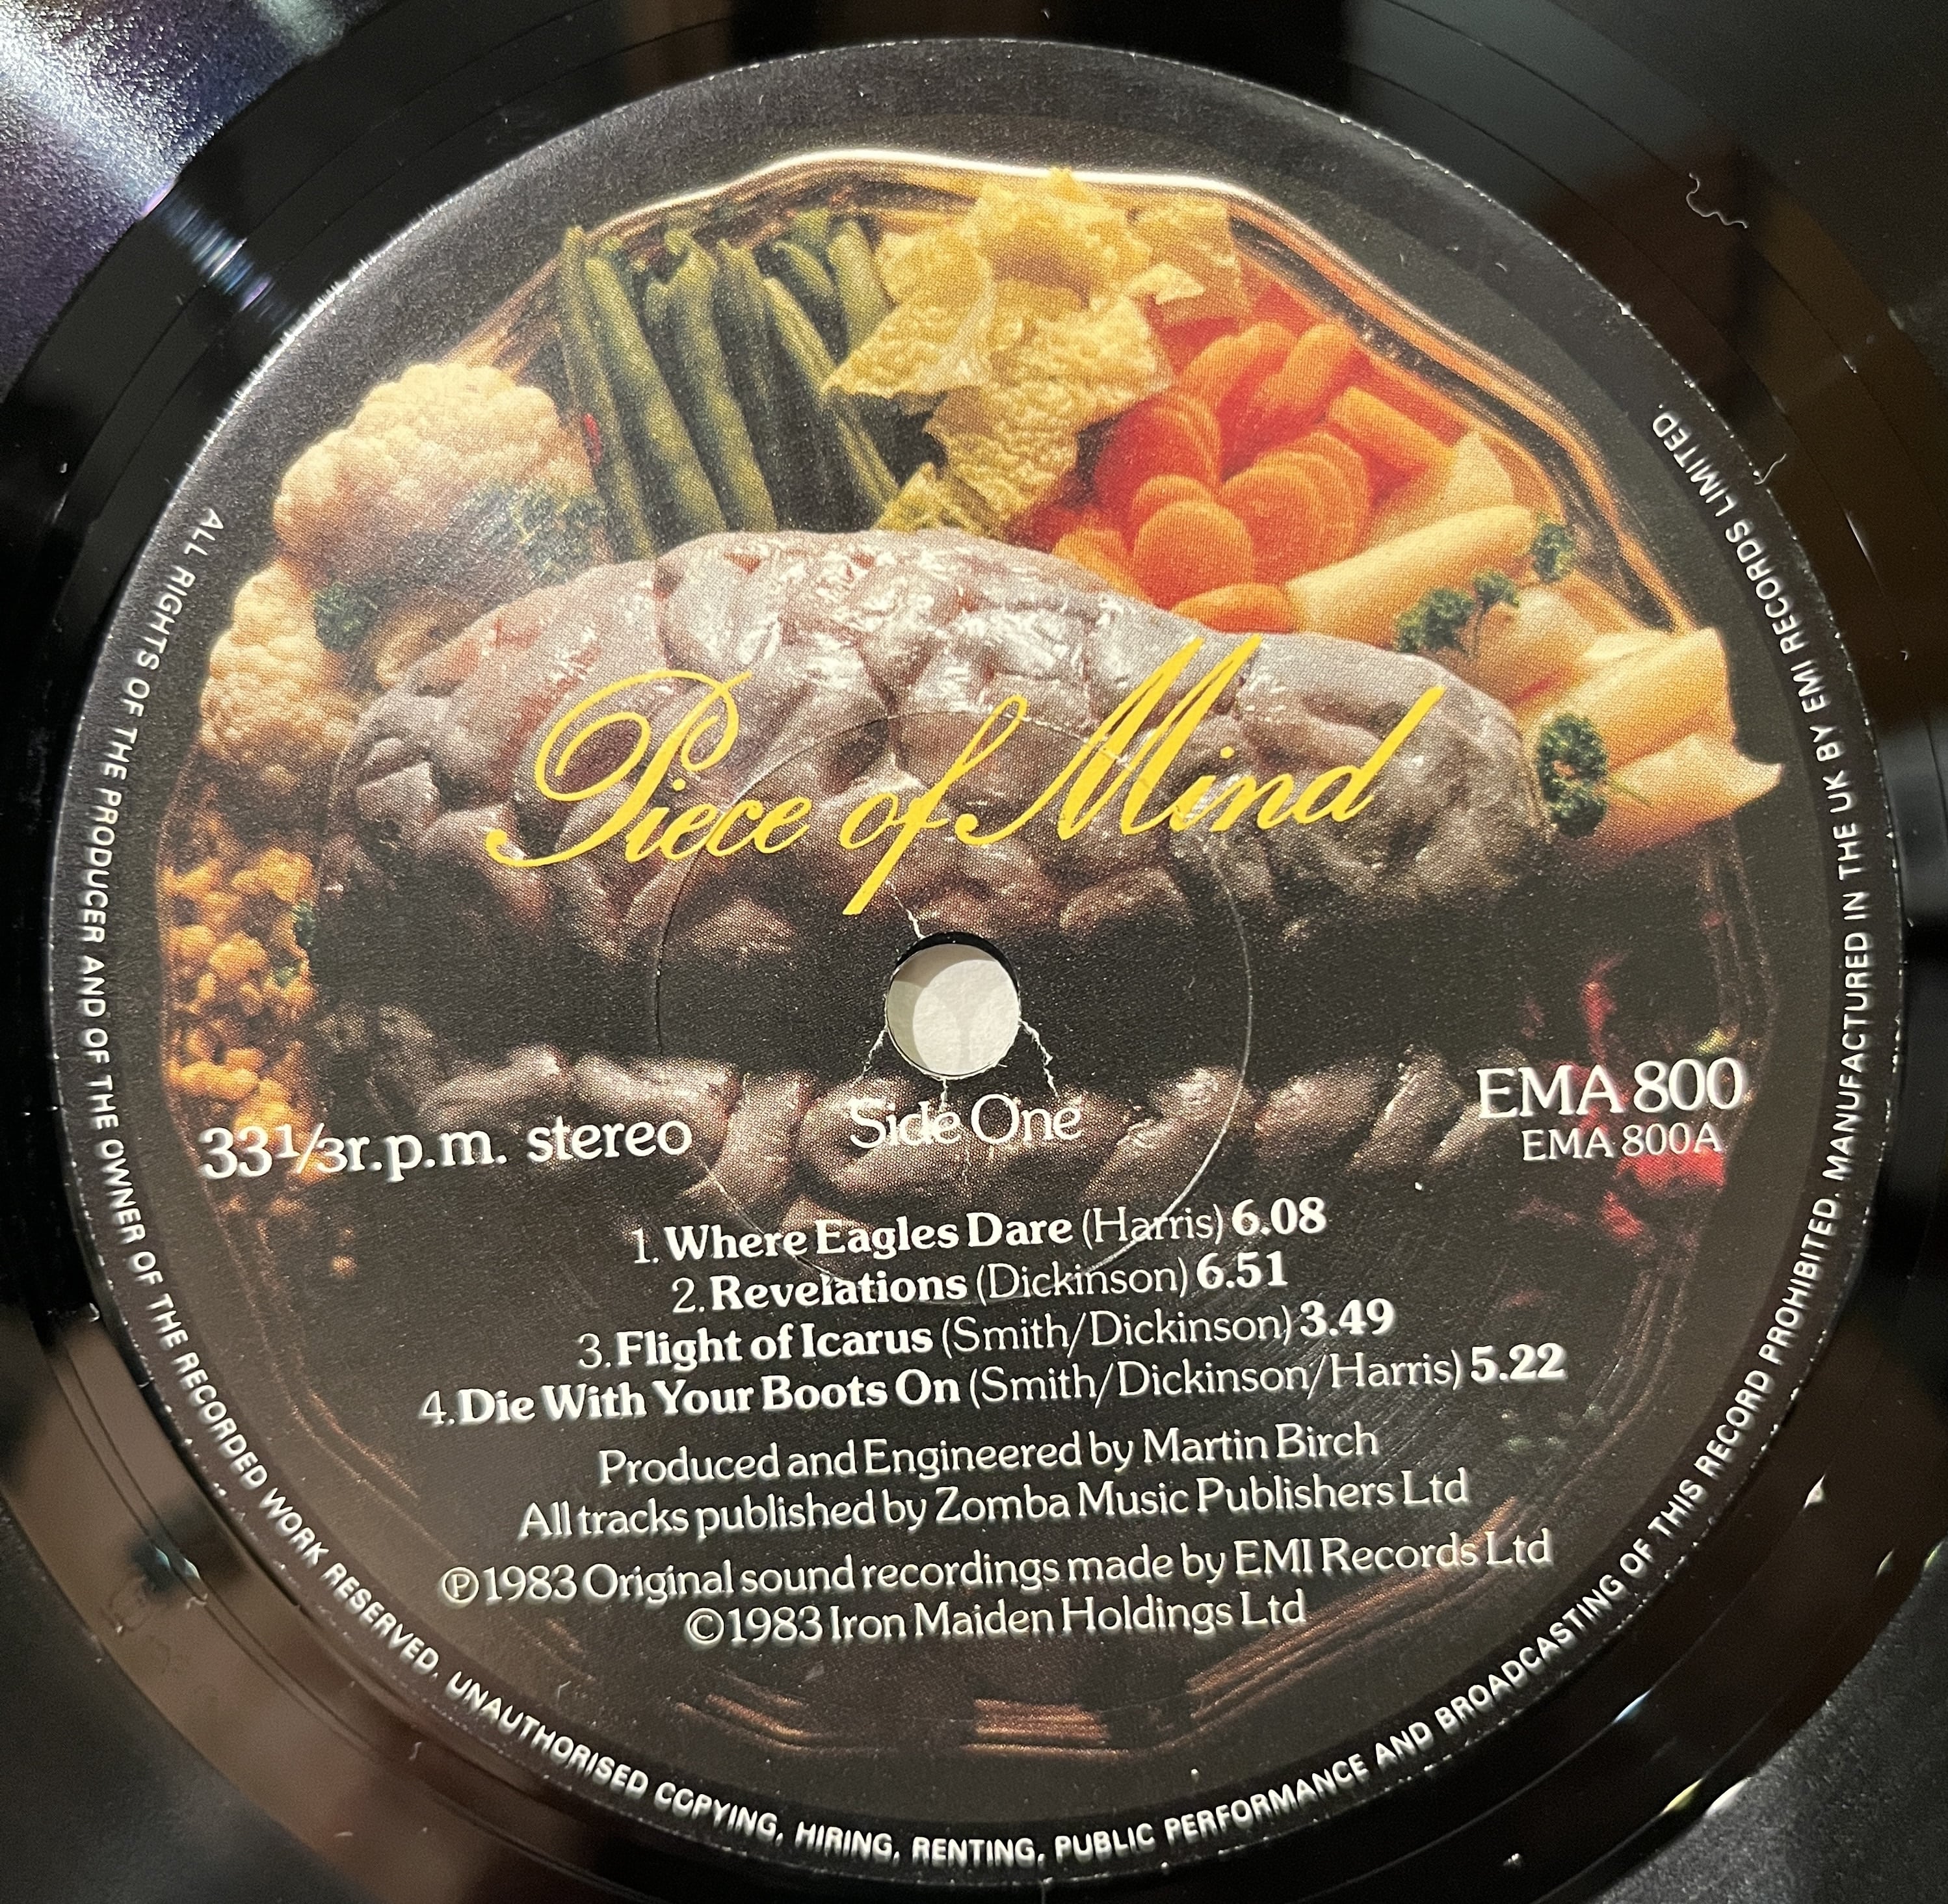 Piece of Mind
33⅓r.p.m. stereo
Side One
EMA 800
EMA 800A
1. Where Eagles Dare (Harris) 6.08
2. Revelations (Dickinson) 6.51
3. Flight of Icarus (Smith/Dickinson) 3.49
4. Die With Your Boots On (Smith/Dickinson/Harris) 5.22
Produced and Engineered by Martin Birch
All tracks published by Zomba Music Publishers Ltd
℗1983 Original sound recordings made by EMI Records Ltd
©1983 Iron Maiden Holdings Ltd
ALL RIGHTS OF THE PRODUCER AND OF THE OWNER OF THE RECORDED WORK RESERVED. UNAUTHORISED COPYING, HIRING, RENTING, PUBLIC PERFORMANCE AND BROADCASTING OF THIS RECORD PROHIBITED. MANUFACTURED IN THE UK BY EMI RECORDS LIMITED.